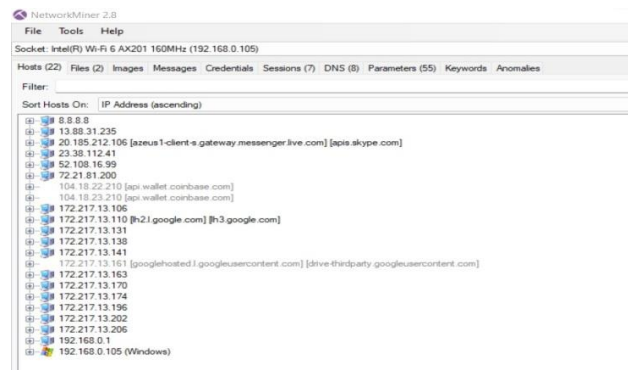 NetworkMiner 2.8
File Tools Help
Socket: Intel(R) Wi-Fi 6 AX201 160MHz (192.168.0.105)
Hosts (22) Files (2) Images Messages Credentials Sessions (7) DNS (8) Parameters (55) Keywords Anomalies
Filter:
Sort Hosts On: IP Address (ascending)
8.8.8.8
13.88.31.235
20.185.212.106 [azeus1-client-s.gateway.messenger.live.com] [apis.skype.com]
23.38.112.41
52.108.16.99
72.21.81.200
104.18.22.210 [api.wallet.coinbase.com]
104.18.23.210 [api.wallet.coinbase.com]
172.217.13.106
172.217.13.110 [lh2.l.google.com] [lh3.google.com]
172.217.13.131
172.217.13.138
172.217.13.141
172.217.13.161 [googlehosted.l.googleusercontent.com] [drive-thirdparty.googleusercontent.com]
172.217.13.163
172.217.13.170
172.217.13.174
172.217.13.196
172.217.13.202
172.217.13.206
192.168.0.1
192.168.0.105 (Windows)